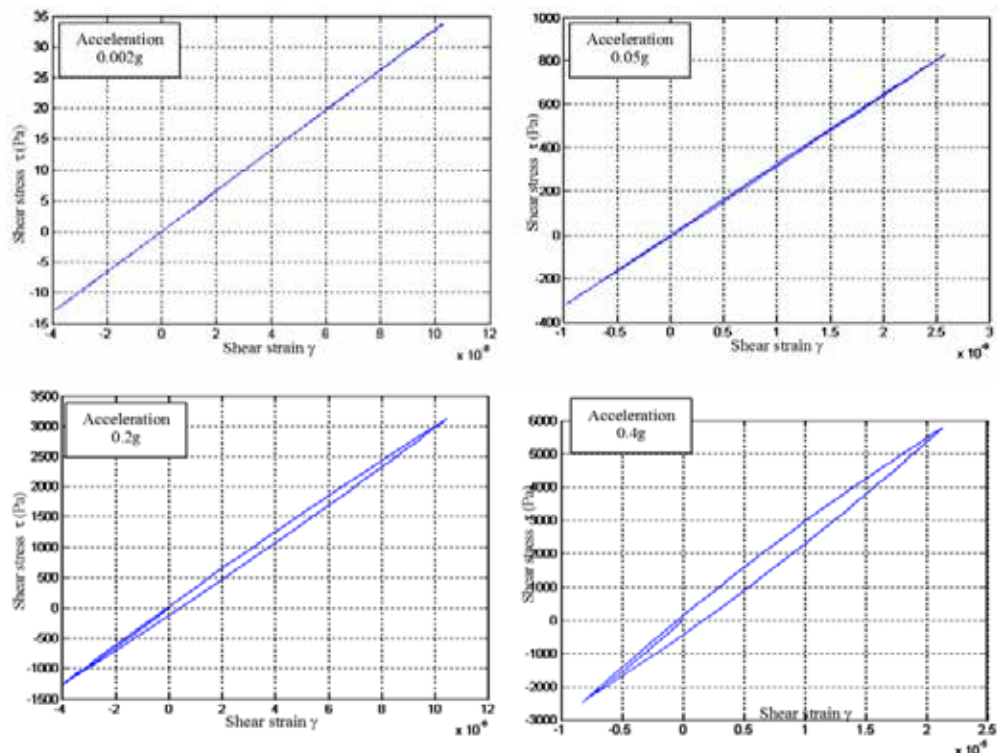 Acceleration
0.002g
35
30
25
20
15
10
5
0
-5
-10
-15
Shear stress τ (Pa)
-4 -2 0 2 4 6 8 10 12
Shear strain γ
Acceleration
0.05g
1000
800
600
400
200
0
-200
-400
Shear stress τ (Pa)
-1 -0.5 0 0.5 1 1.5 2 2.5 3
Shear strain γ
Acceleration
0.2g
3500
3000
2500
2000
1500
1000
500
0
-500
-1000
-1500
Shear stress τ (Pa)
-4 -2 0 2 4 6 8 10 12
Shear strain γ
Acceleration
0.4g
6000
5000
4000
3000
2000
1000
0
-1000
-2000
-3000
Shear stress τ (Pa)
-1 -0.5 0 0.5 1 1.5 2 2.5
Shear strain γ